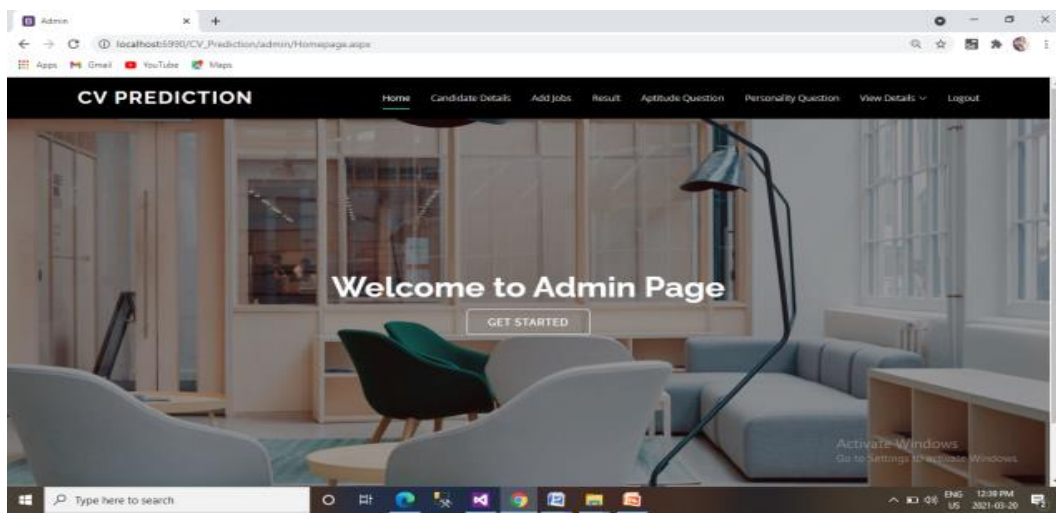 Admin
localhost:5990/CV_Prediction/admin/Homepage.aspx
Apps Gmail YouTube Maps
CV PREDICTION Home Candidate Details Add Jobs Result Aptitude Question Personality Question View Details Logout
Welcome to Admin Page
GET STARTED
Activate Windows
Go to Settings to activate Windows.
Type here to search
ENG 12:39 PM
US 2021-03-20